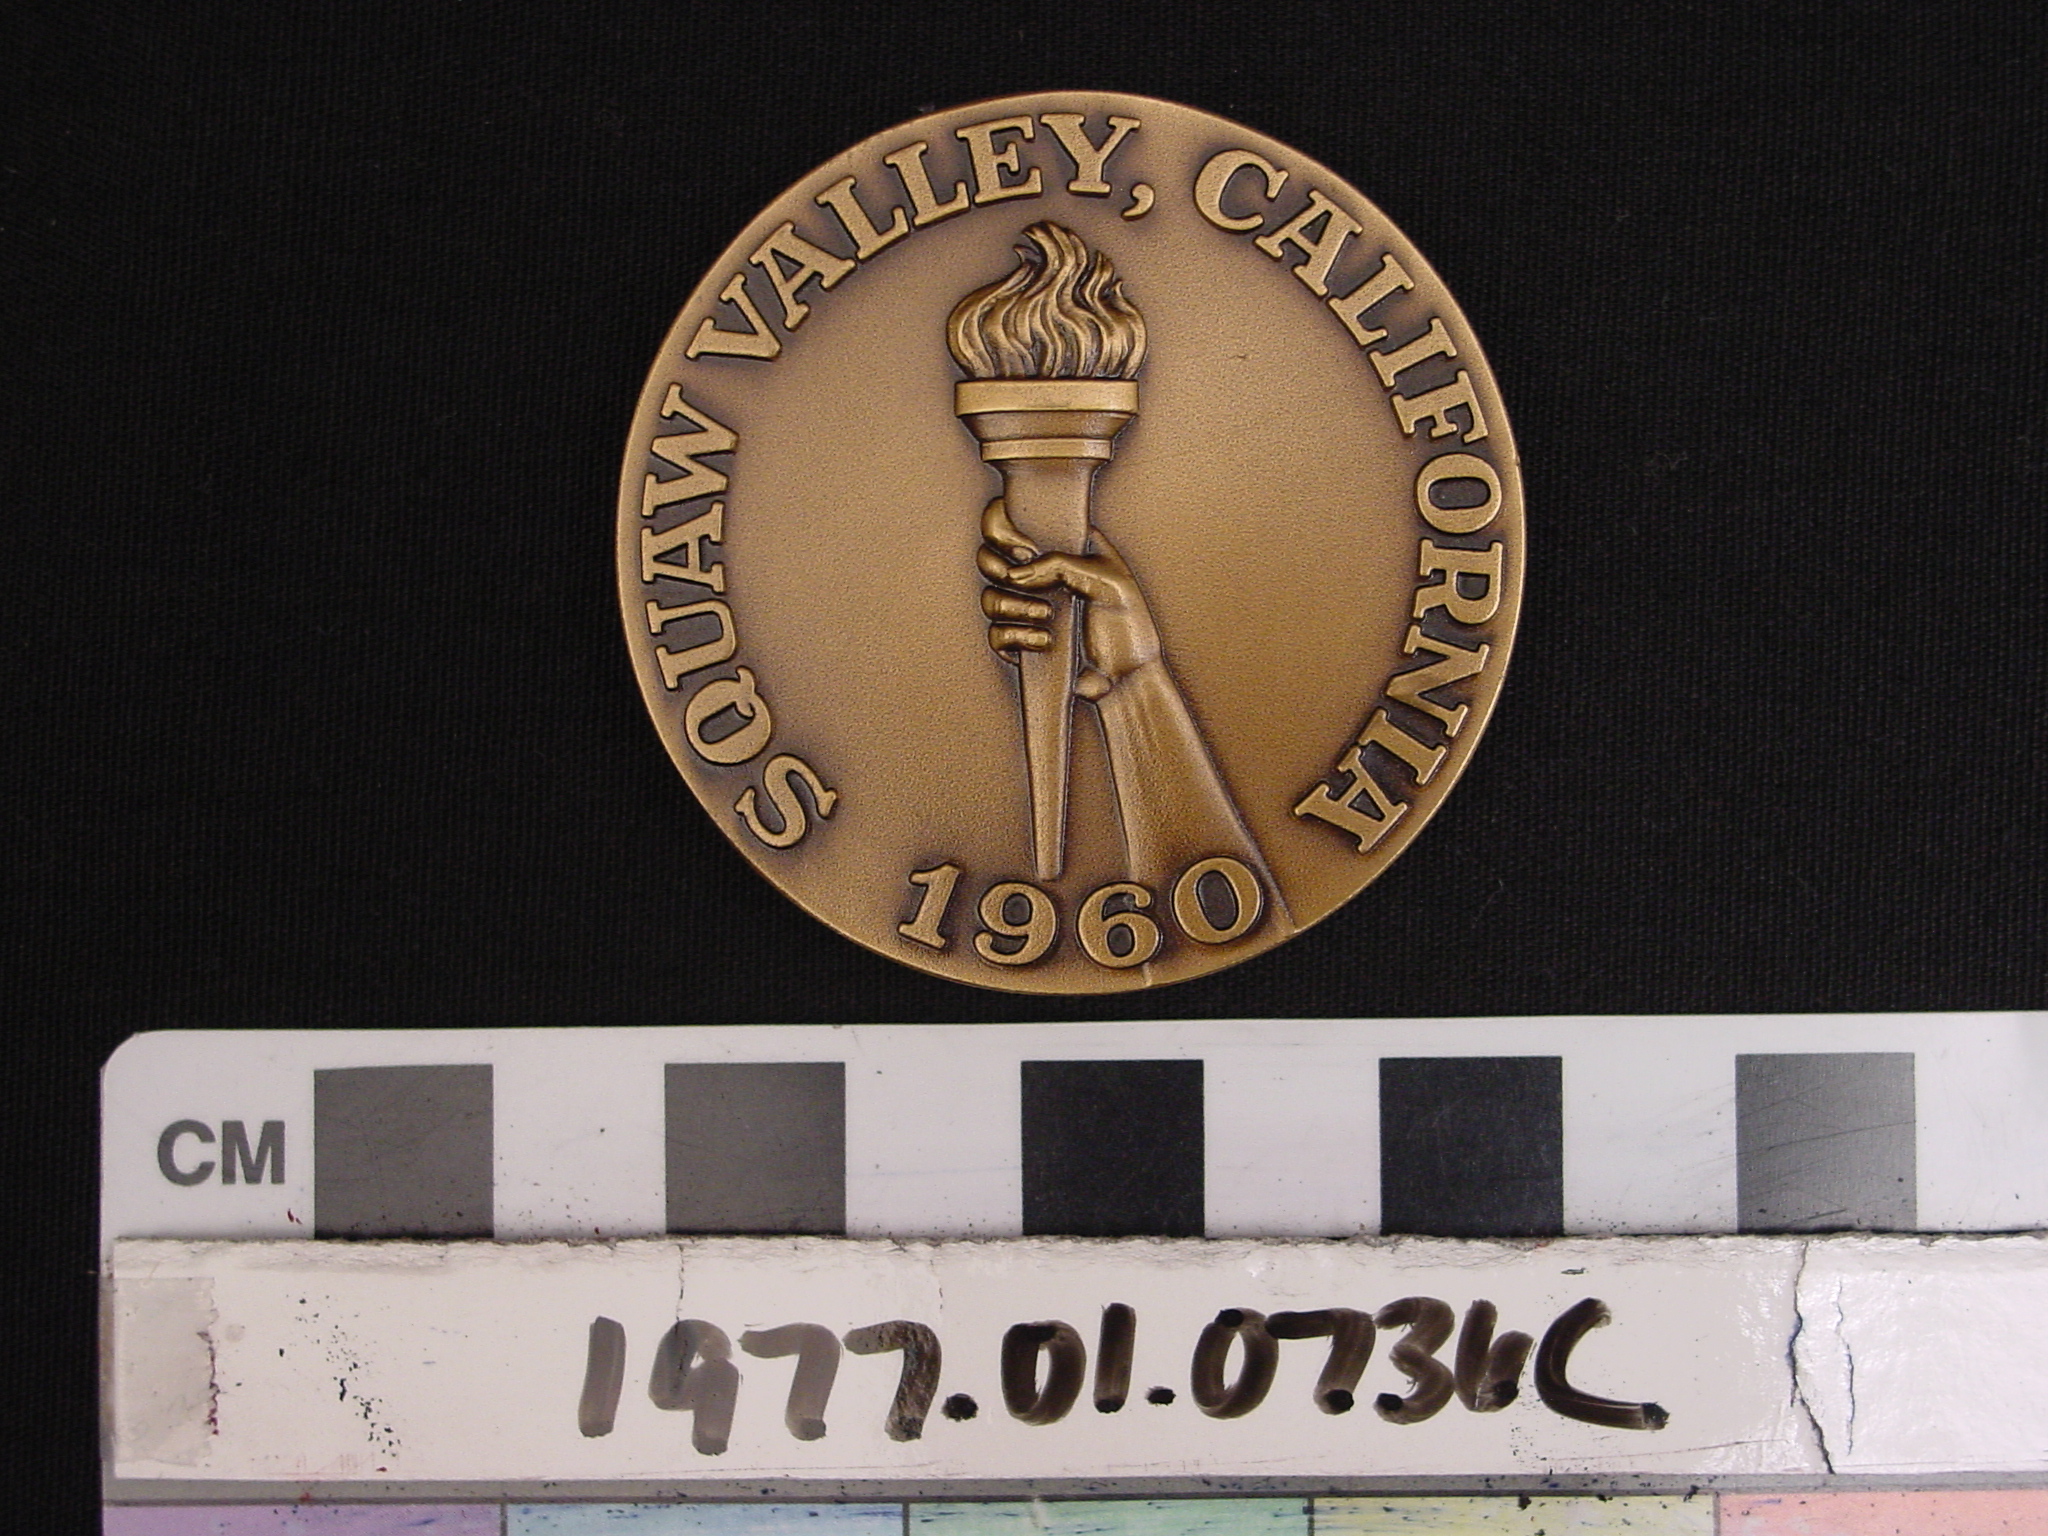 SQUAW VALLEY, CALIFORNIA
1960
CM
1977.01.0736C